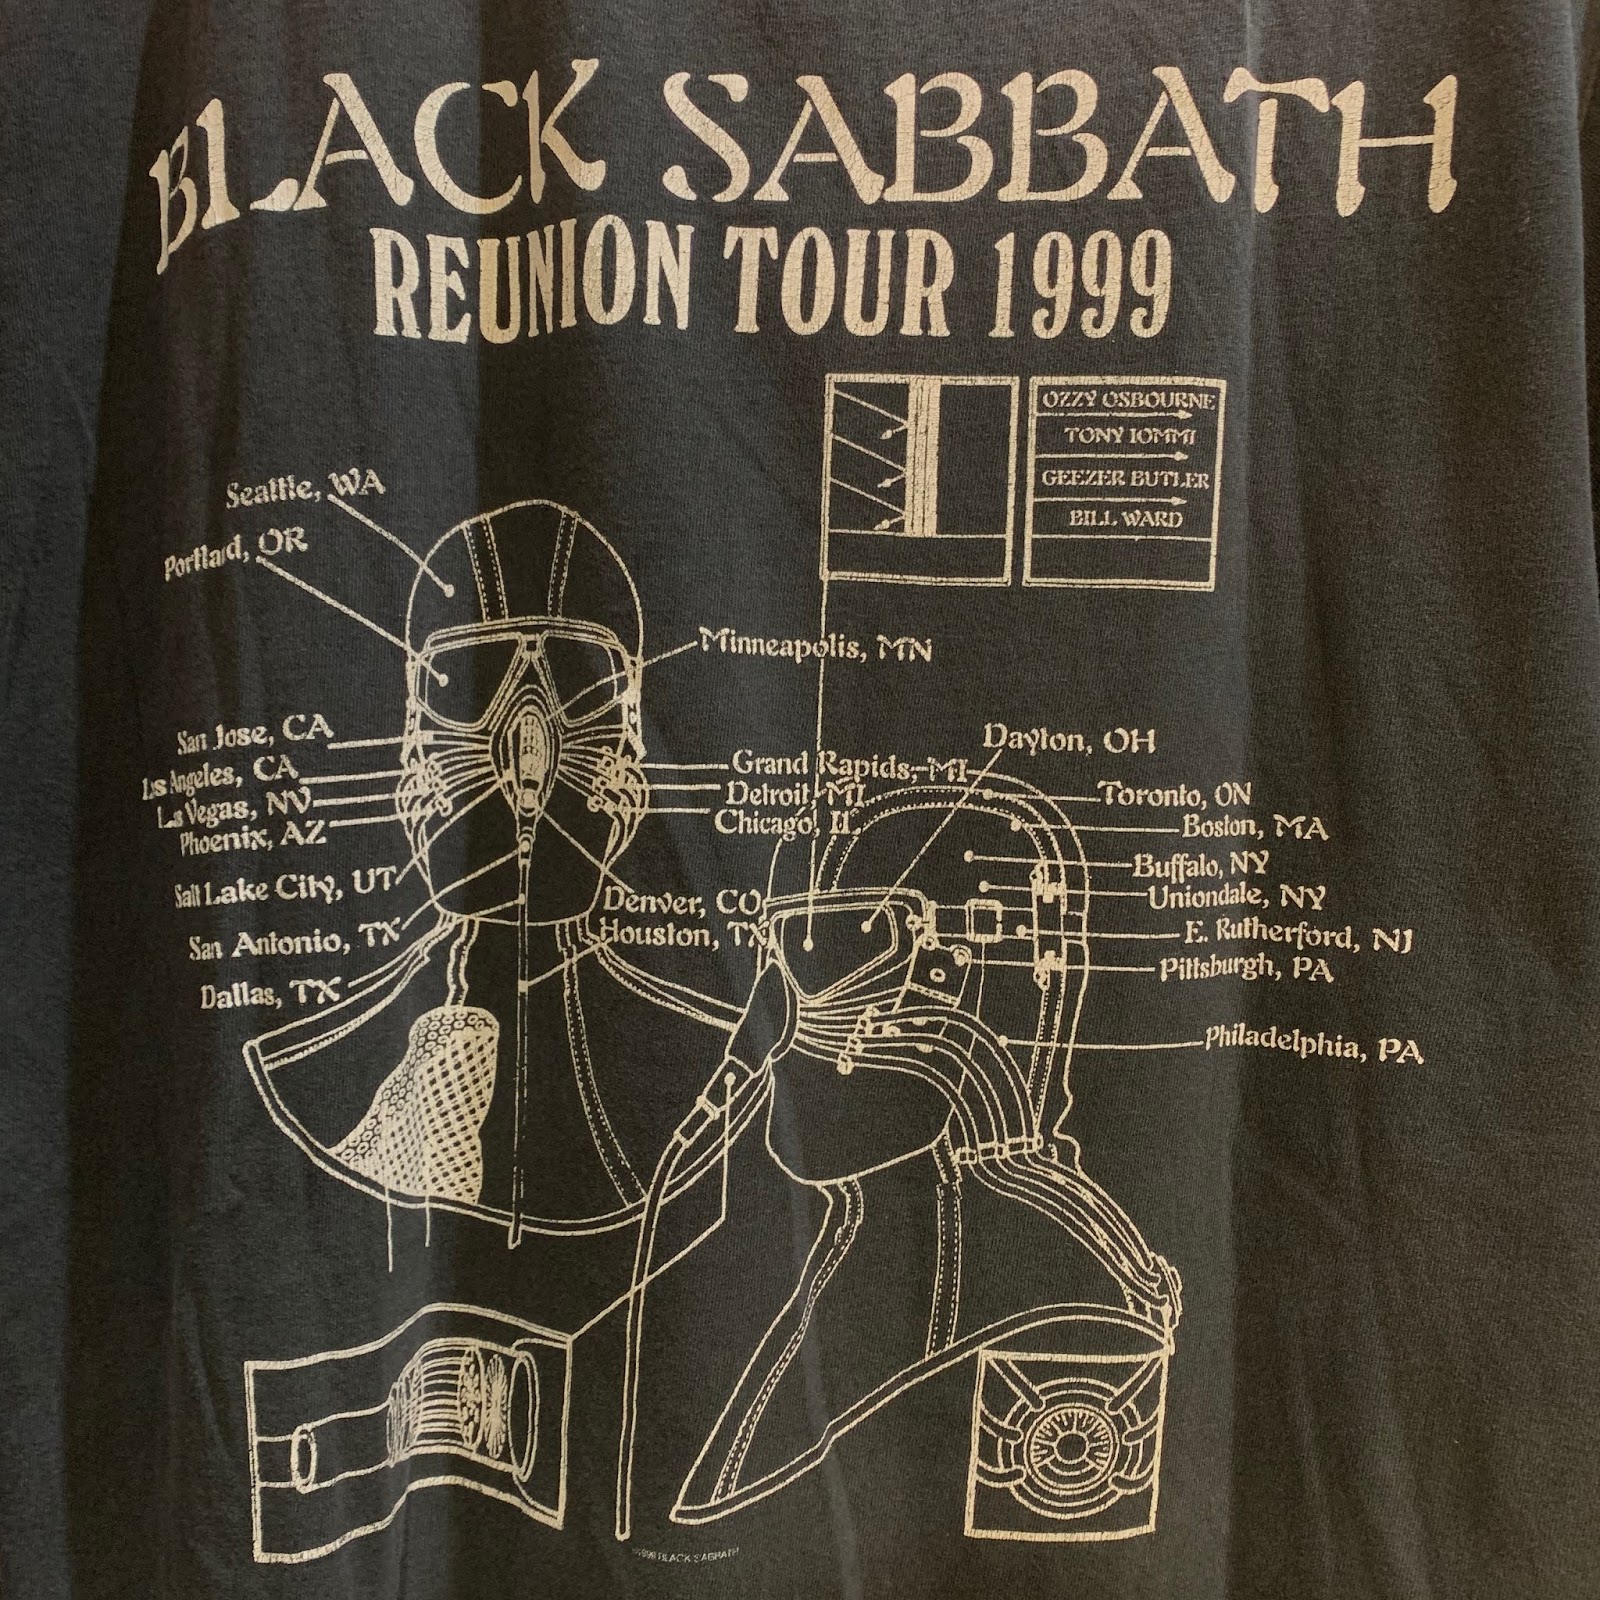 BLACK SABBATH
REUNION TOUR 1999
OZZY OSBOURNE
TONY IOMMI
GEEZER BUTLER
BILL WARD
Seattle, WA
Portland, OR
Minneapolis, MN
San Jose, CA
Los Angeles, CA
Las Vegas, NV
Phoenix, AZ
Salt Lake City, UT
San Antonio, TX
Dallas, TX
Grand Rapids, MI
Detroit, MI
Chicago, IL
Denver, CO
Houston, TX
Dayton, OH
Toronto, ON
Boston, MA
Buffalo, NY
Uniondale, NY
E. Rutherford, NJ
Pittsburgh, PA
Philadelphia, PA
BLACK SABBATH